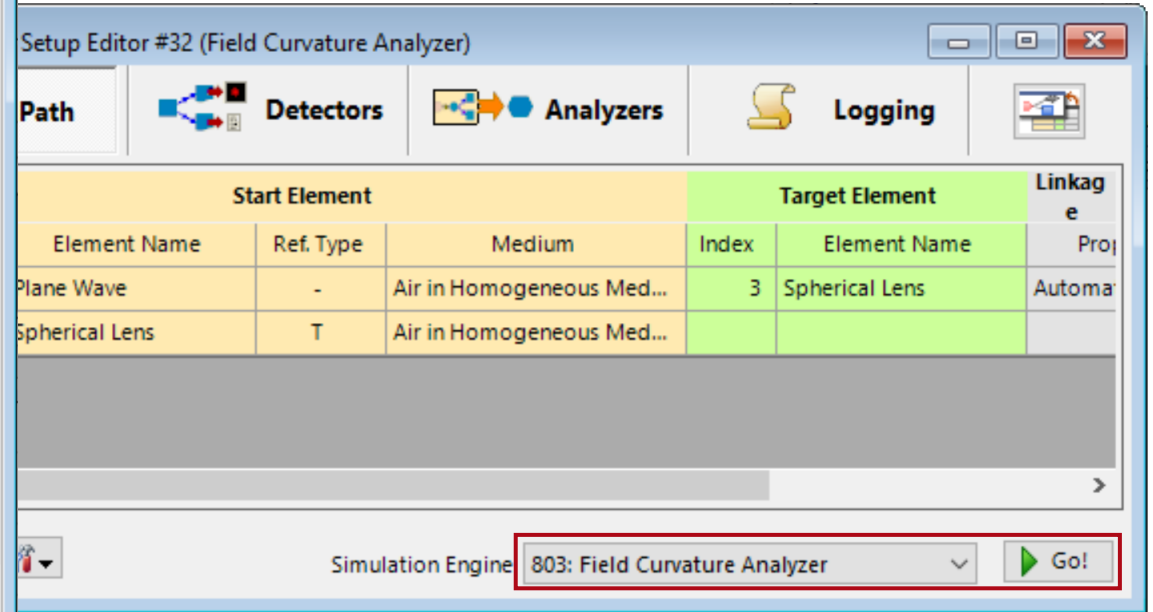 Setup Editor #32 (Field Curvature Analyzer)
Path Detectors Analyzers Logging
Start Element Target Element Linkag
e
Element Name Ref. Type Medium Index Element Name Prop
Plane Wave - Air in Homogeneous Med... 3 Spherical Lens Automat
Spherical Lens T Air in Homogeneous Med...
Simulation Engine 803: Field Curvature Analyzer Go!